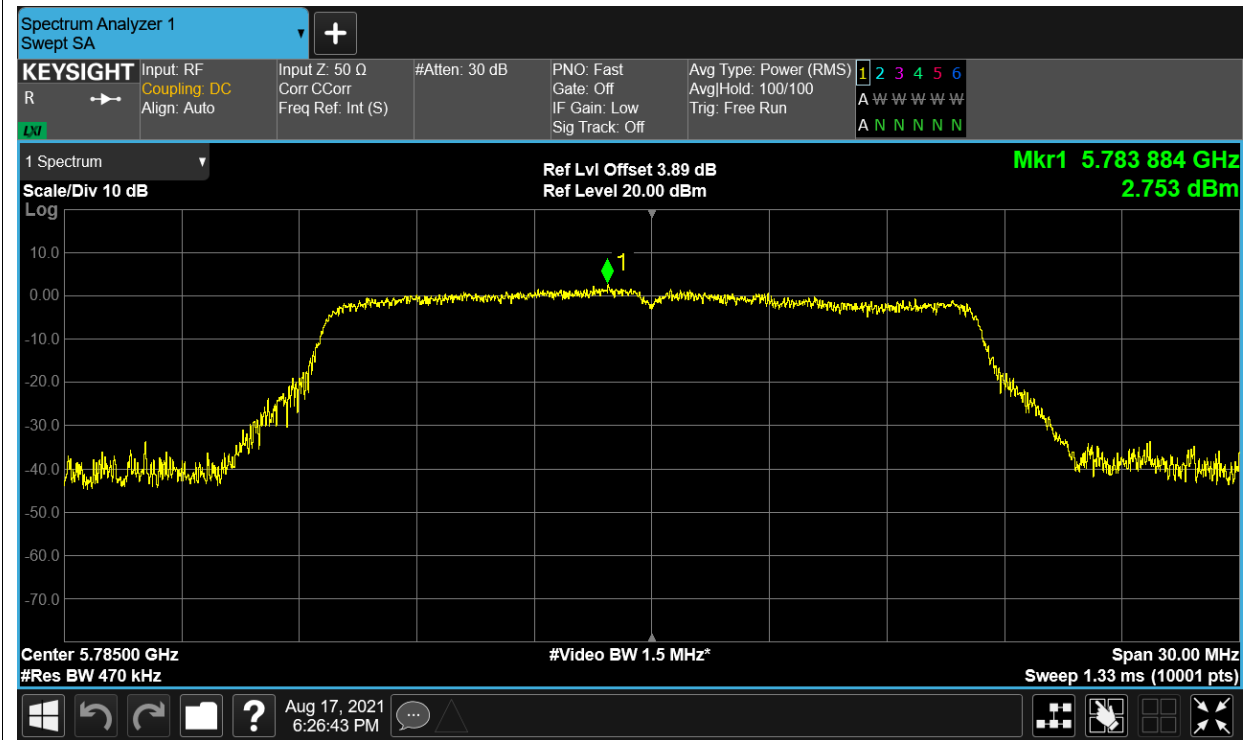 Spectrum Analyzer 1
Swept SA
▼
+
KEYSIGHT
R
LXI
Input: RF
Coupling: DC
Align: Auto
Input Z: 50 Ω
Corr CCorr
Freq Ref: Int (S)
#Atten: 30 dB
PNO: Fast
Gate: Off
IF Gain: Low
Sig Track: Off
Avg Type: Power (RMS)
Avg|Hold: 100/100
Trig: Free Run
1 2 3 4 5 6
A W W W W W
A N N N N N
1 Spectrum ▼
Scale/Div 10 dB
Log
Ref Lvl Offset 3.89 dB
Ref Level 20.00 dBm
Mkr1 5.783 884 GHz
2.753 dBm
1
10.0
0.00
-10.0
-20.0
-30.0
-40.0
-50.0
-60.0
-70.0
Center 5.78500 GHz
#Res BW 470 kHz
#Video BW 1.5 MHz*
Span 30.00 MHz
Sweep 1.33 ms (10001 pts)
?
Aug 17, 2021
6:26:43 PM